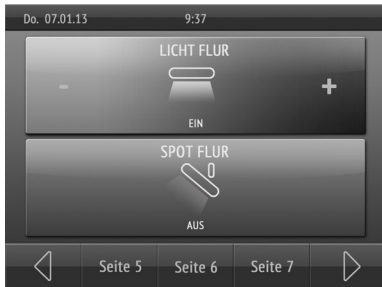 Do. 07.01.13 9:37
LICHT FLUR
- +
EIN
SPOT FLUR
AUS
Seite 5 Seite 6 Seite 7